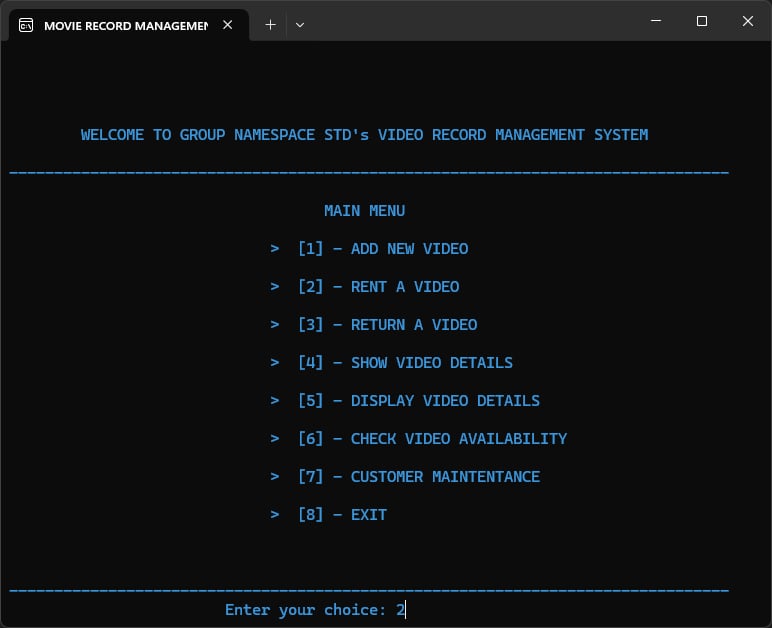 MOVIE RECORD MANAGEMEN
WELCOME TO GROUP NAMESPACE STD's VIDEO RECORD MANAGEMENT SYSTEM
MAIN MENU
> [1] - ADD NEW VIDEO
> [2] - RENT A VIDEO
> [3] - RETURN A VIDEO
> [4] - SHOW VIDEO DETAILS
> [5] - DISPLAY VIDEO DETAILS
> [6] - CHECK VIDEO AVAILABILITY
> [7] - CUSTOMER MAINTENTANCE
> [8] - EXIT
Enter your choice: 2